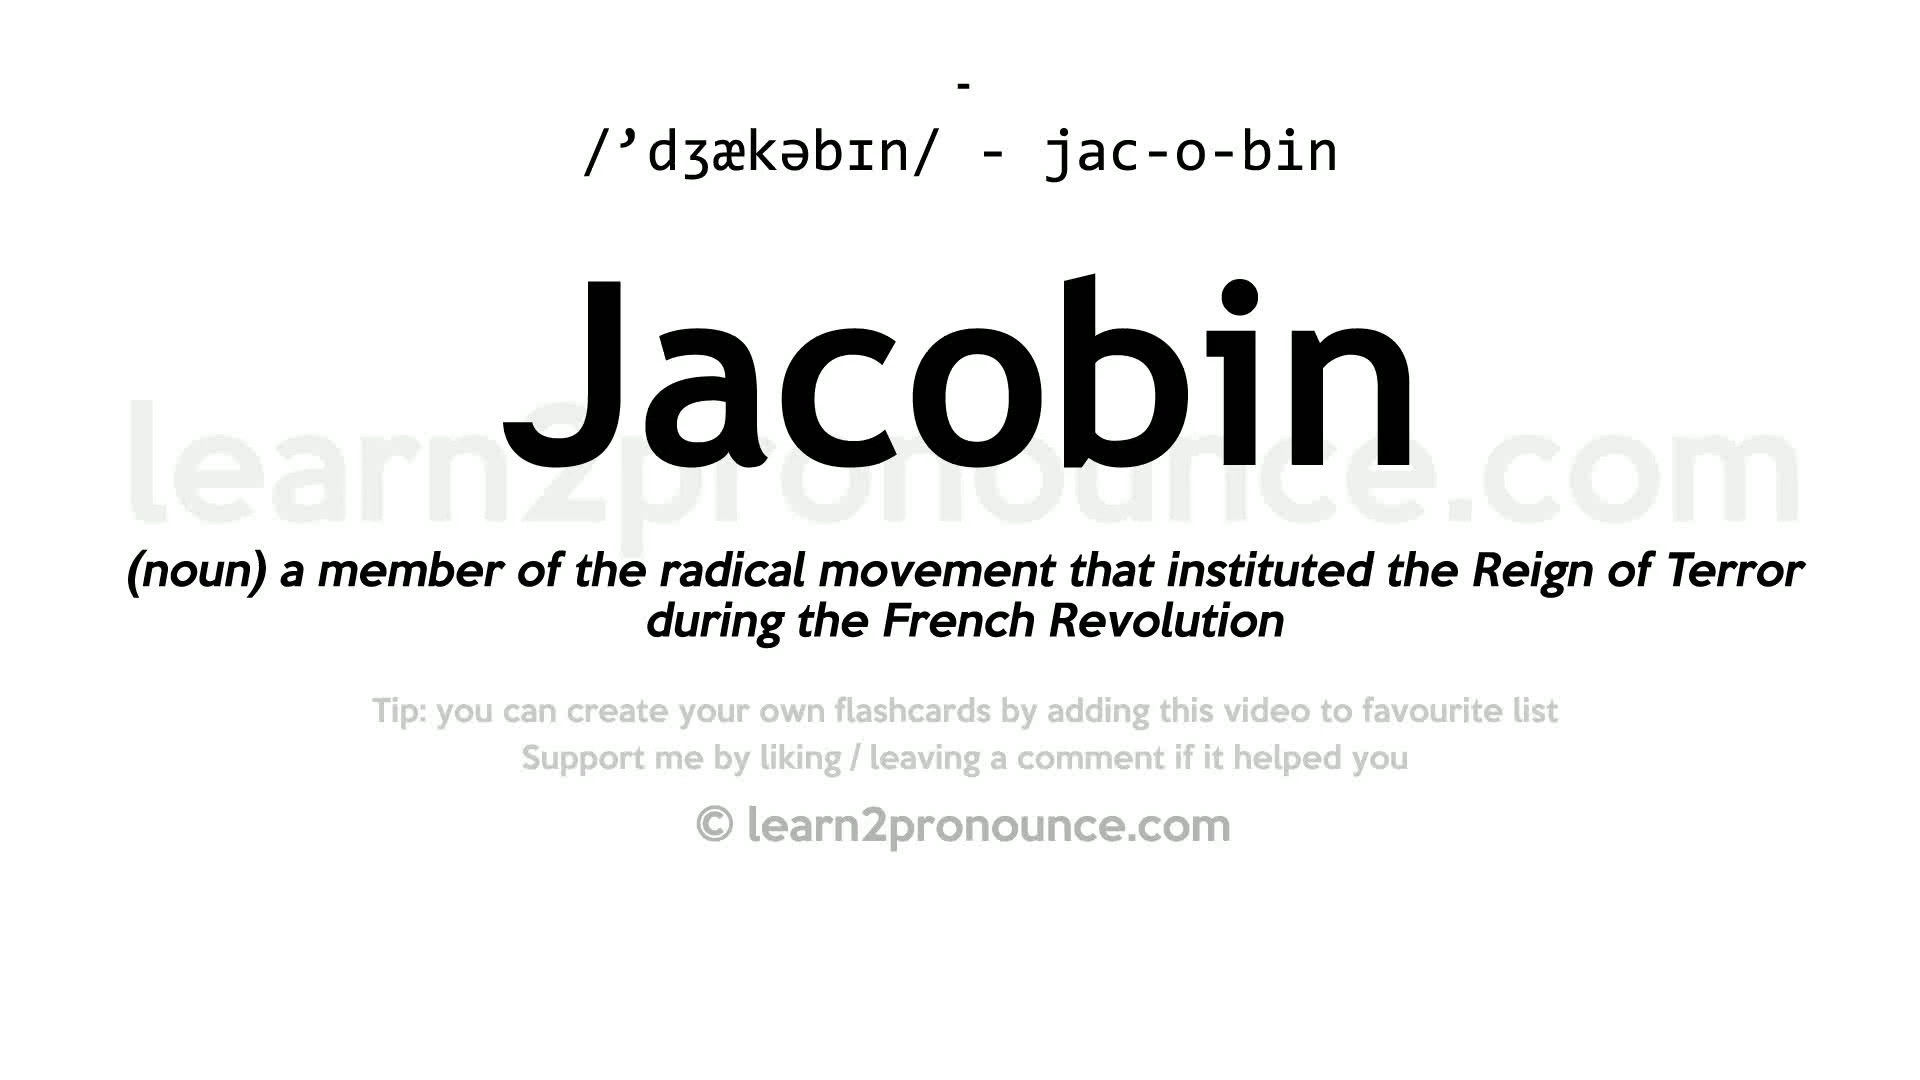 -
/’dʒækəbɪn/ - jac-o-bin
Jacobin
learn2pronounce.com
(noun) a member of the radical movement that instituted the Reign of Terror
during the French Revolution
Tip: you can create your own flashcards by adding this video to favourite list
Support me by liking / leaving a comment if it helped you
© learn2pronounce.com